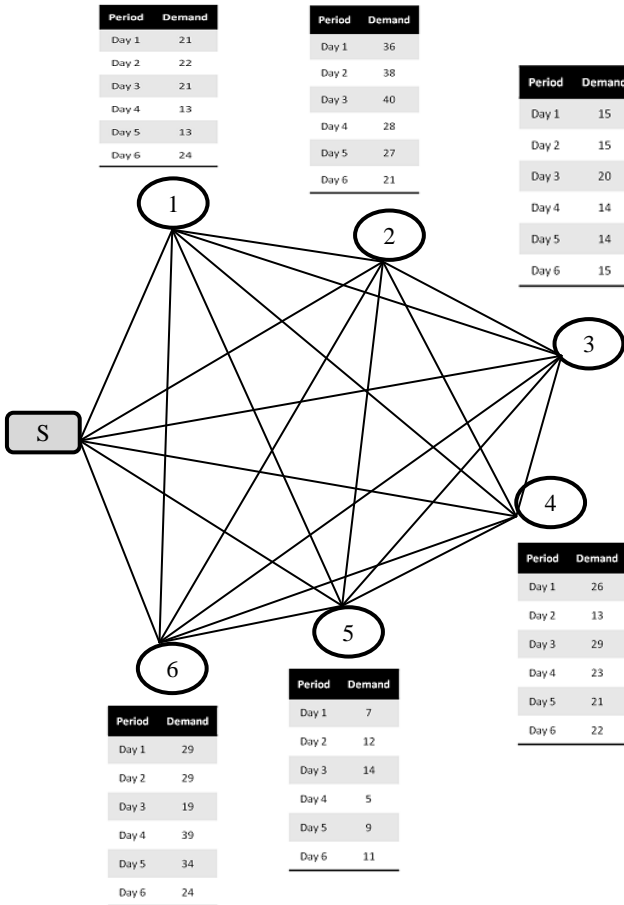 Period Demand
Day 1 21
Day 2 22
Day 3 21
Day 4 13
Day 5 13
Day 6 24
Period Demand
Day 1 36
Day 2 38
Day 3 40
Day 4 28
Day 5 27
Day 6 21
Period Demand
Day 1 15
Day 2 15
Day 3 20
Day 4 14
Day 5 14
Day 6 15
1
2
3
S
4
5
6
Period Demand
Day 1 26
Day 2 13
Day 3 29
Day 4 23
Day 5 21
Day 6 22
Period Demand
Day 1 7
Day 2 12
Day 3 14
Day 4 5
Day 5 9
Day 6 11
Period Demand
Day 1 29
Day 2 29
Day 3 19
Day 4 39
Day 5 34
Day 6 24